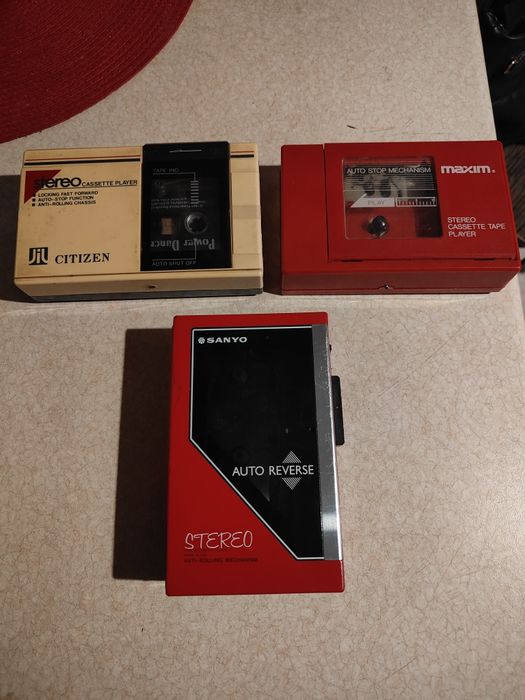 stereo CASSETTE PLAYER
LOCKING FAST FORWARD
AUTO-STOP FUNCTION
ANTI-ROLLING CHASSIS
JiL CITIZEN
TAPE IND
Power Dance
AUTO SHUT OFF
AUTO STOP MECHANISM
PLAY
maxim.
STEREO
CASSETTE TAPE
PLAYER
SANYO
AUTO REVERSE
STEREO
ANTI-ROLLING MECHANISM